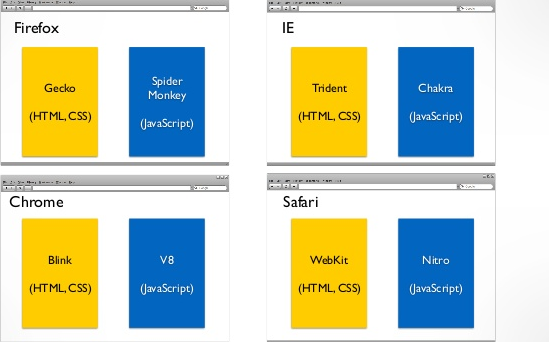 Firefox
Gecko
(HTML, CSS)
Spider
Monkey
(JavaScript)
IE
Trident
(HTML, CSS)
Chakra
(JavaScript)
Chrome
Blink
(HTML, CSS)
V8
(JavaScript)
Safari
WebKit
(HTML, CSS)
Nitro
(JavaScript)